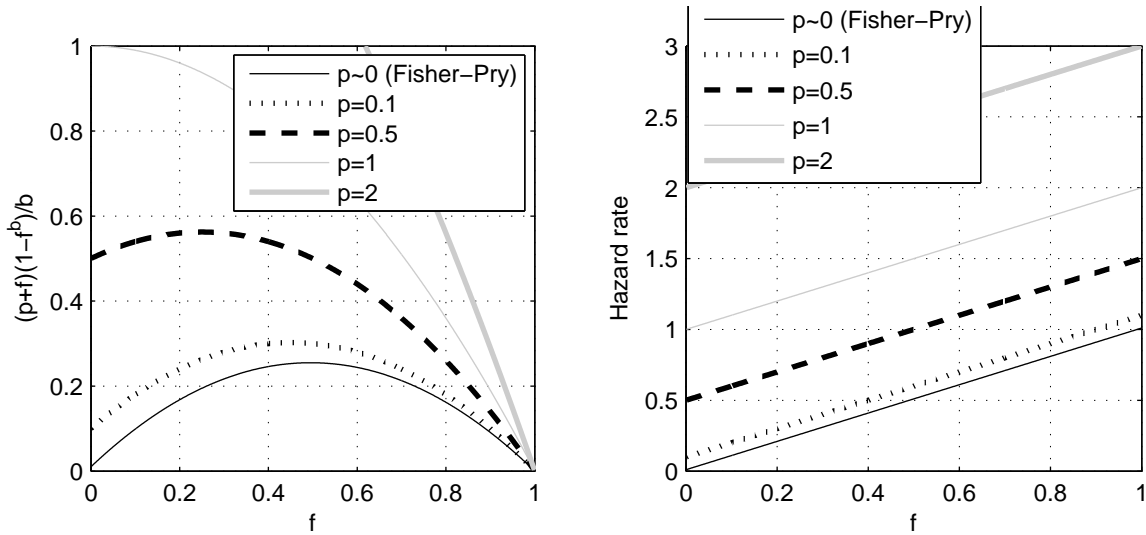 1
0.8
0.6
0.4
0.2
0
0 0.2 0.4 0.6 0.8 1
f
(p+f)(1−f^b)/b
p~0 (Fisher−Pry)
p=0.1
p=0.5
p=1
p=2
3
2.5
2
1.5
1
0.5
0
0 0.2 0.4 0.6 0.8 1
f
Hazard rate
p~0 (Fisher−Pry)
p=0.1
p=0.5
p=1
p=2